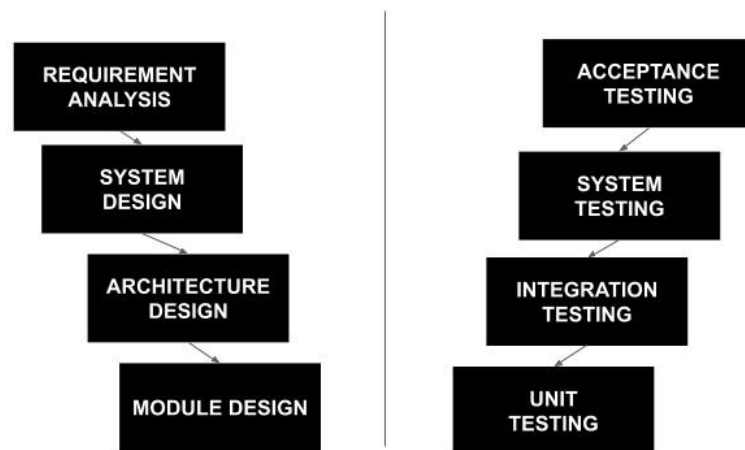 REQUIREMENT
ANALYSIS
SYSTEM
DESIGN
ARCHITECTURE
DESIGN
MODULE DESIGN
ACCEPTANCE
TESTING
SYSTEM
TESTING
INTEGRATION
TESTING
UNIT
TESTING